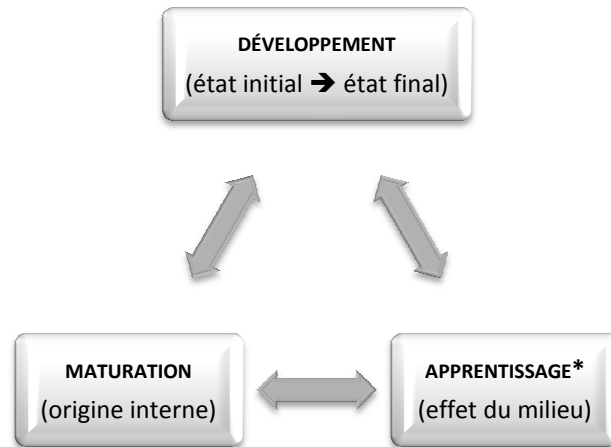 DÉVELOPPEMENT
(état initial ➔ état final)
MATURATION
(origine interne)
APPRENTISSAGE*
(effet du milieu)